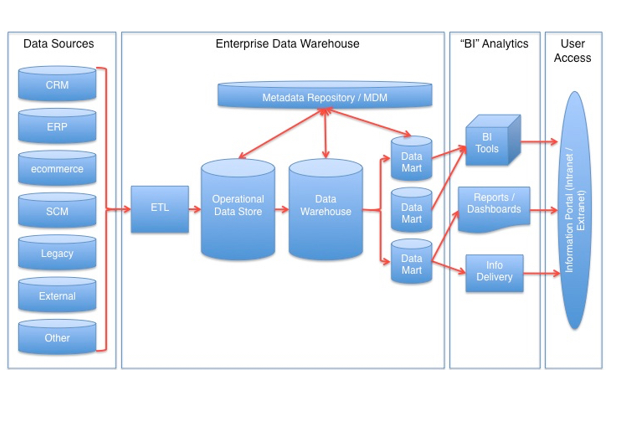 Data Sources
Enterprise Data Warehouse
“BI” Analytics
User
Access
CRM
ERP
ecommerce
SCM
Legacy
External
Other
ETL
Metadata Repository / MDM
Operational
Data Store
Data
Warehouse
Data
Mart
Data
Mart
Data
Mart
BI
Tools
Reports /
Dashboards
Info
Delivery
Information Portal (Intranet /
Extranet)